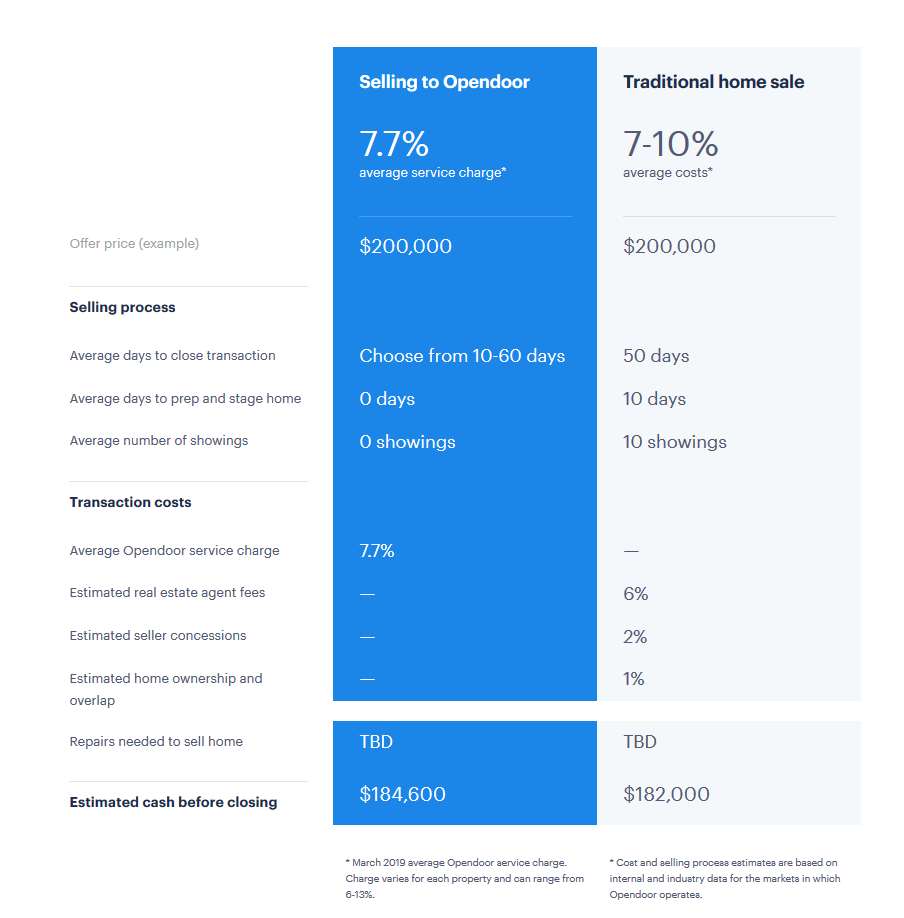 Selling to Opendoor
Traditional home sale
7.7%
7-10%
average service charge*
average costs*
Offer price (example)
$200,000
$200,000
Selling process
Average days to close transaction
Choose from 10-60 days
50 days
Average days to prep and stage home
0 days
10 days
Average number of showings
0 showings
10 showings
Transaction costs
Average Opendoor service charge
7.7%
—
Estimated real estate agent fees
—
6%
Estimated seller concessions
—
2%
Estimated home ownership and
overlap
—
1%
Repairs needed to sell home
TBD
TBD
Estimated cash before closing
$184,600
$182,000
* March 2019 average Opendoor service charge.
Charge varies for each property and can range from
6-13%.
* Cost and selling process estimates are based on
internal and industry data for the markets in which
Opendoor operates.